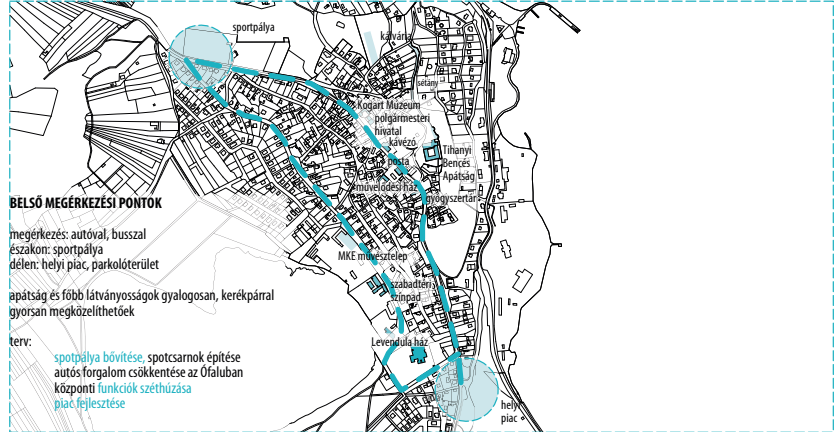 sportpálya
kálvária
sétány
Kogart Múzeum
polgármesteri
hivatal
kávézó
posta
Tihanyi
Bencés
Apátság
művelődési ház
gyógyszertár
BELSŐ MEGÉRKEZÉSI PONTOK
megérkezés: autóval, busszal
északon: sportpálya
délen: helyi piac, parkolóterület
MKE művésztelep
szabadtéri
színpad
apátság és főbb látványosságok gyalogosan, kerékpárral
gyorsan megközelíthetőek
Levendula ház
terv:
spotpálya bővítése, spotcsarnok építése
autós forgalom csökkentése az Ófaluban
központi funkciók széthúzása
piac fejlesztése
helyi
piac